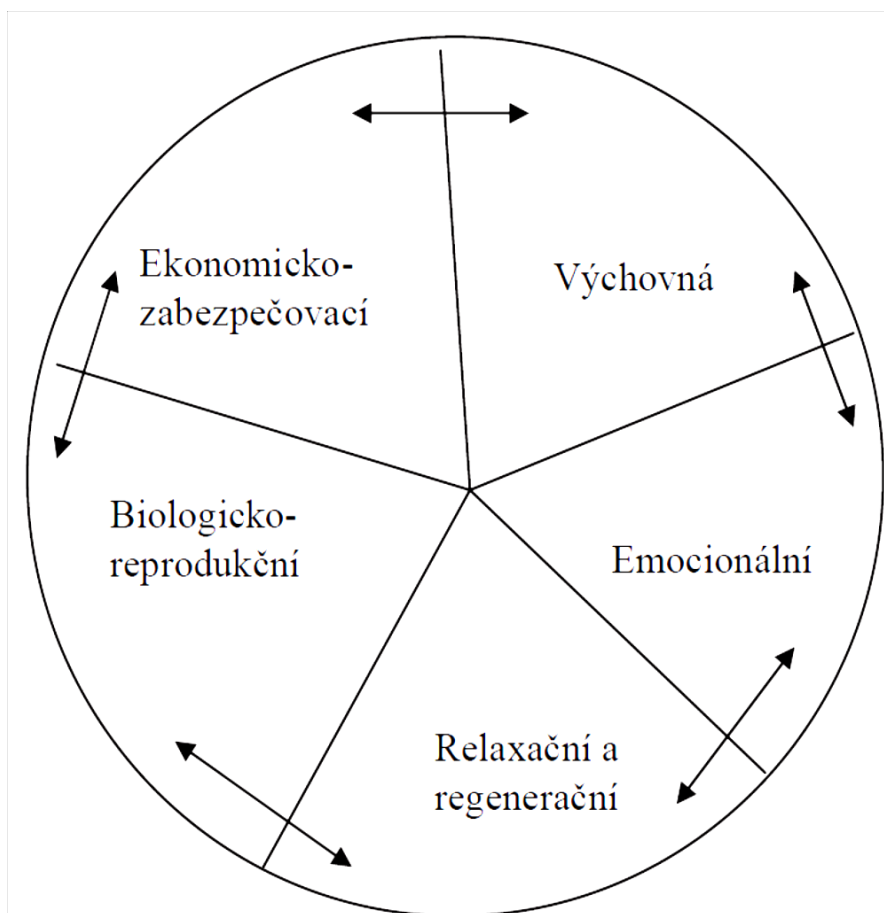 Ekonomicko-
zabezpečovací
Výchovná
Biologicko-
reprodukční
Emocionální
Relaxační a
regenerační